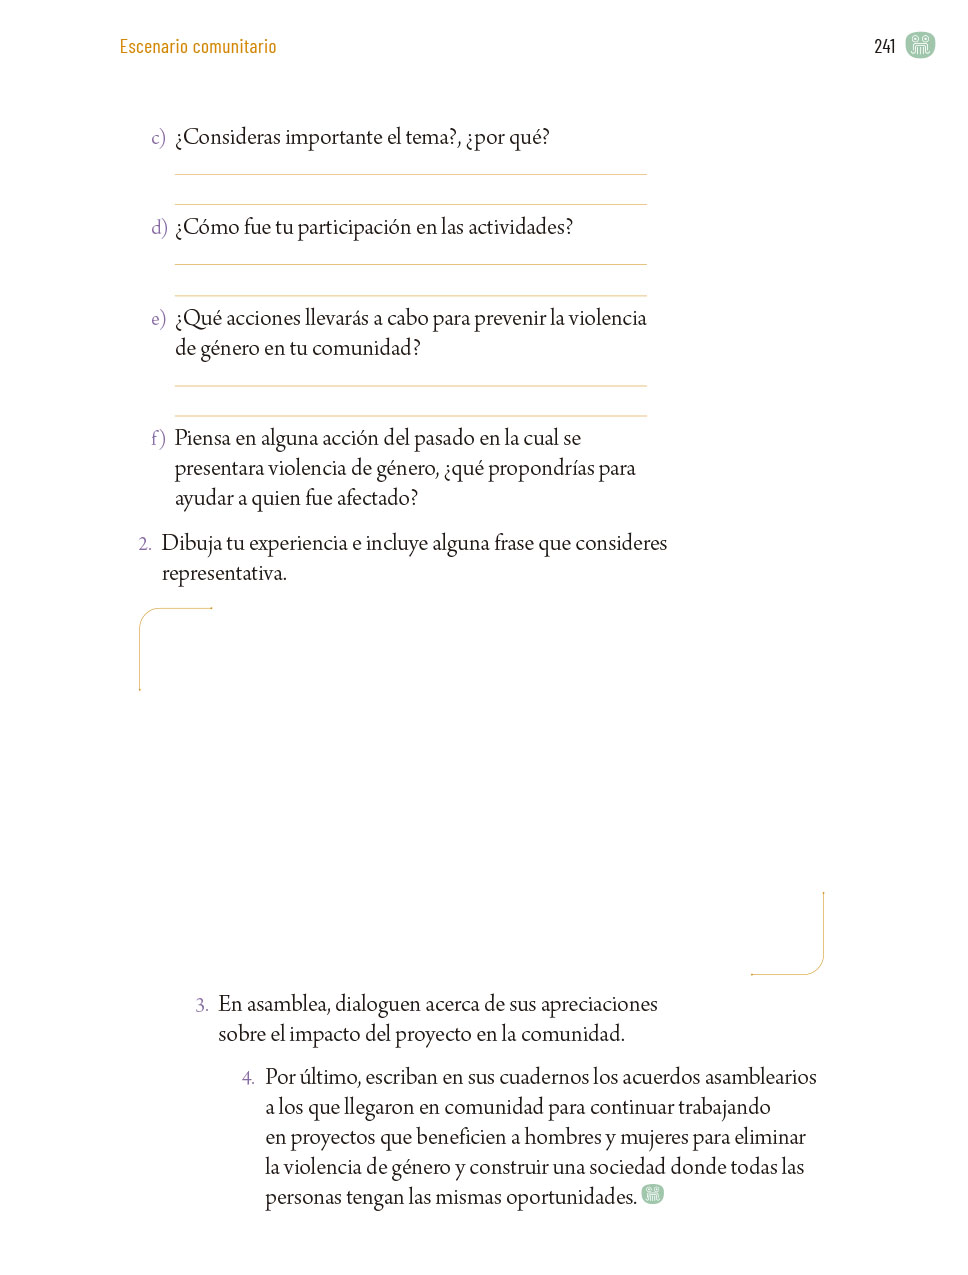 Escenario comunitario
241
c) ¿Consideras importante el tema?, ¿por qué?
d) ¿Cómo fue tu participación en las actividades?
e) ¿Qué acciones llevarás a cabo para prevenir la violencia
de género en tu comunidad?
f) Piensa en alguna acción del pasado en la cual se
presentara violencia de género, ¿qué propondrías para
ayudar a quien fue afectado?
2. Dibuja tu experiencia e incluye alguna frase que consideres
representativa.
3. En asamblea, dialoguen acerca de sus apreciaciones
sobre el impacto del proyecto en la comunidad.
4. Por último, escriban en sus cuadernos los acuerdos asamblearios
a los que llegaron en comunidad para continuar trabajando
en proyectos que beneficien a hombres y mujeres para eliminar
la violencia de género y construir una sociedad donde todas las
personas tengan las mismas oportunidades.